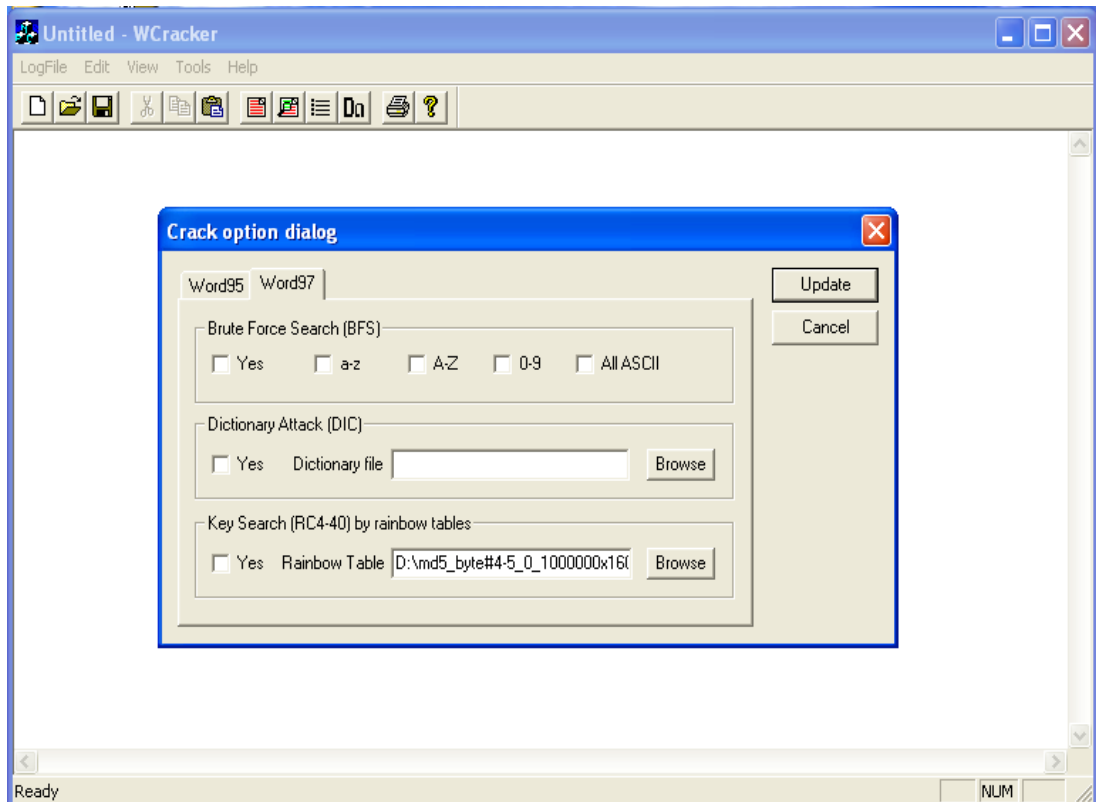 Untitled - WCracker
LogFile Edit View Tools Help
Dn
Crack option dialog
Word95 Word97
Update
Cancel
Brute Force Search (BFS)
Yes a-z A-Z 0-9 All ASCII
Dictionary Attack (DIC)
Yes Dictionary file Browse
Key Search (RC4-40) by rainbow tables
Yes Rainbow Table D:\md5_byte#4-5_0_1000000x16( Browse
Ready NUM